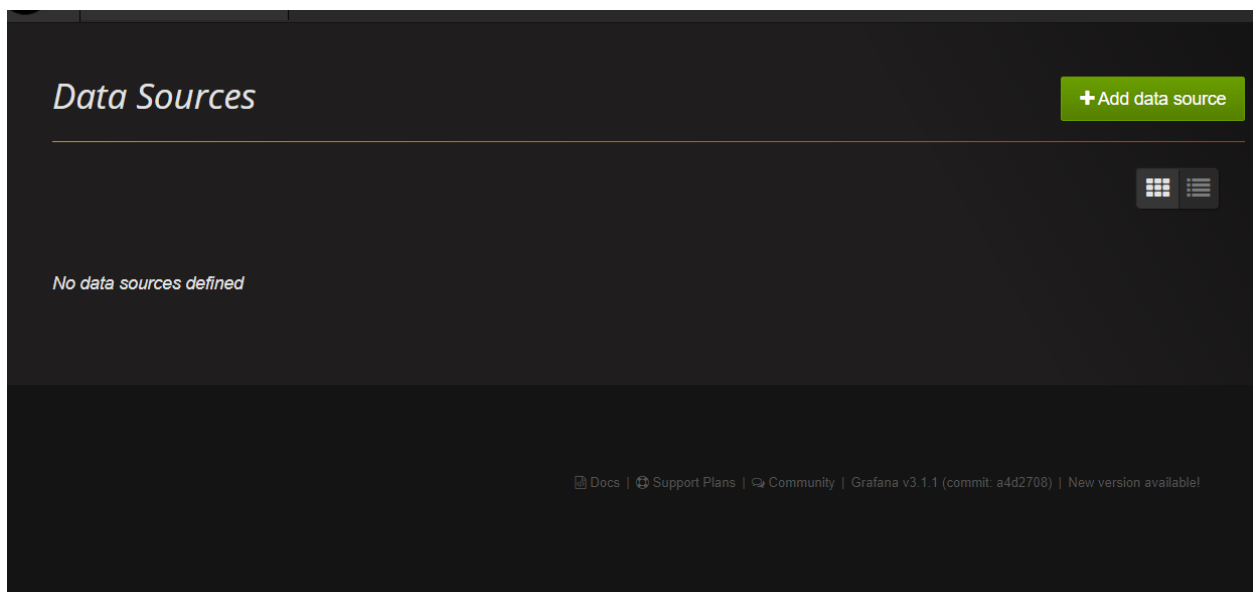 Data Sources
Add data source
No data sources defined
Docs | Support Plans | Community | Grafana v3.1.1 (commit: a4d2708) | New version available!